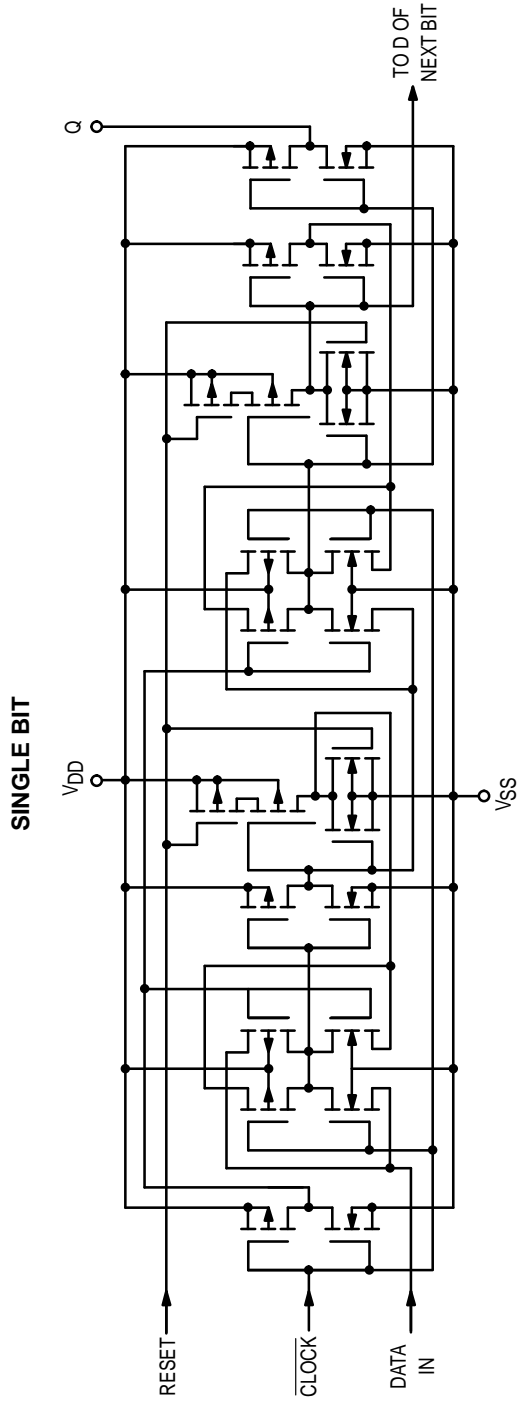 SINGLE BIT
VDD
Q
RESET
CLOCK
DATA
IN
TO D OF
NEXT BIT
VSS